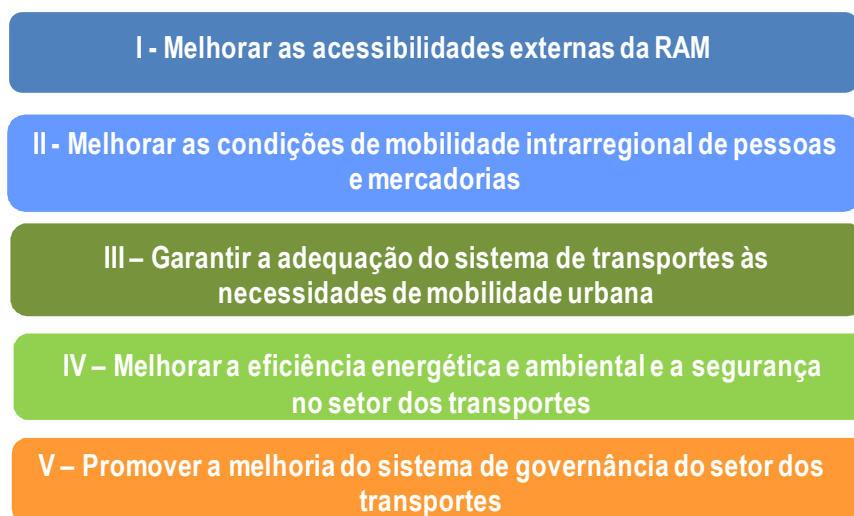 I - Melhorar as acessibilidades externas da RAM
II - Melhorar as condições de mobilidade intrarregional de pessoas
e mercadorias
III – Garantir a adequação do sistema de transportes às
necessidades de mobilidade urbana
IV – Melhorar a eficiência energética e ambiental e a segurança
no setor dos transportes
V – Promover a melhoria do sistema de governância do setor dos
transportes